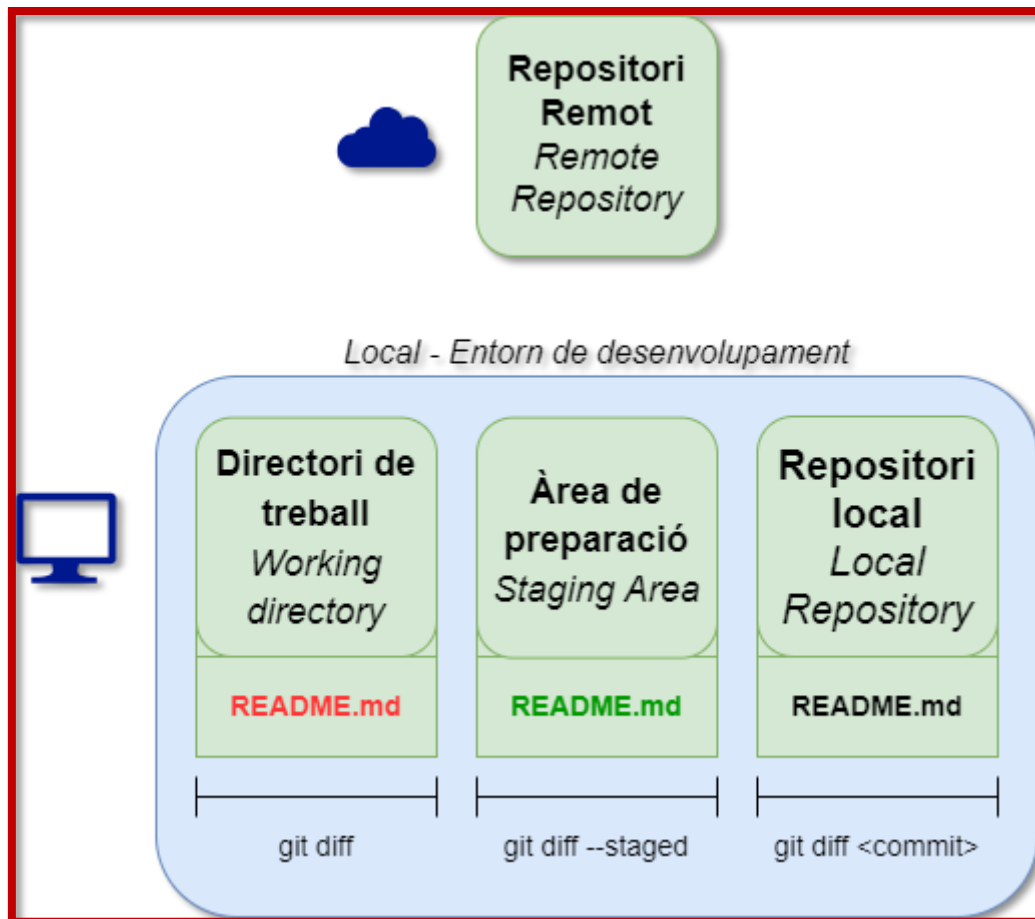 Repositori
Remot
Remote
Repository
Local - Entorn de desenvolupament
Directori de
treball
Working
directory
Àrea de
preparació
Staging Area
Repositori
local
Local
Repository
README.md
README.md
README.md
git diff
git diff --staged
git diff <commit>